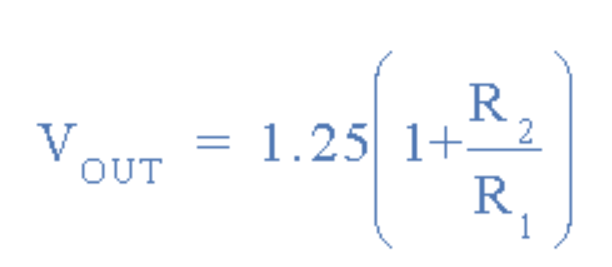 V_OUT = 1.25(1+R_2/R_1)